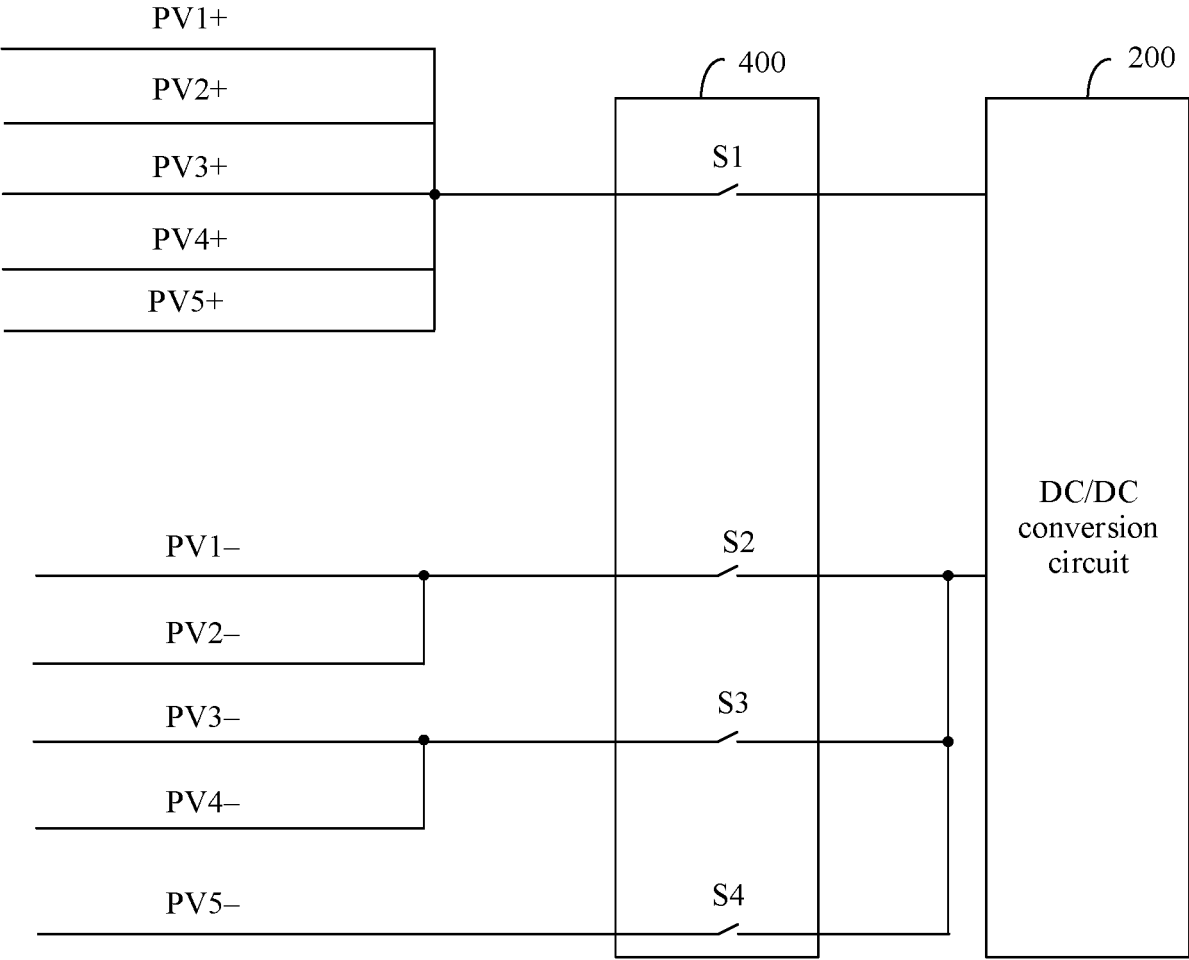 PV1+
400
200
PV2+
S1
PV3+
PV4+
PV5+
DC/DC
conversion
circuit
PV1–
S2
PV2–
S3
PV3–
PV4–
S4
PV5–